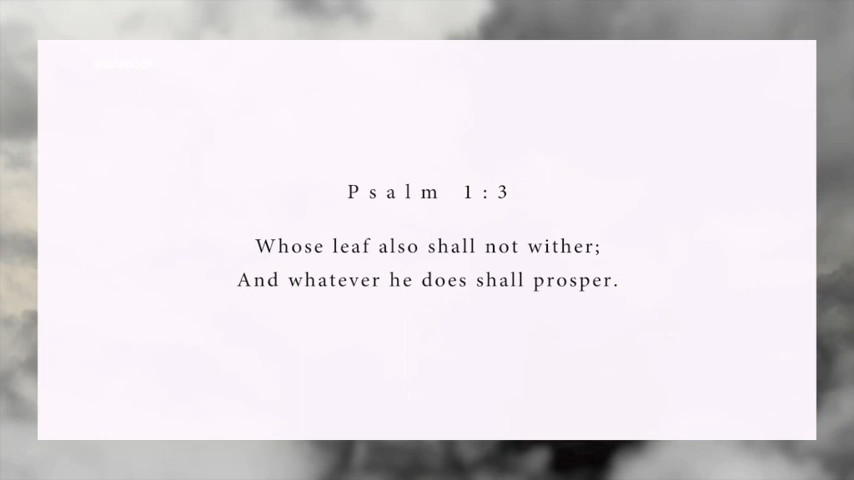 Psalm 1:3
Whose leaf also shall not wither;
And whatever he does shall prosper.